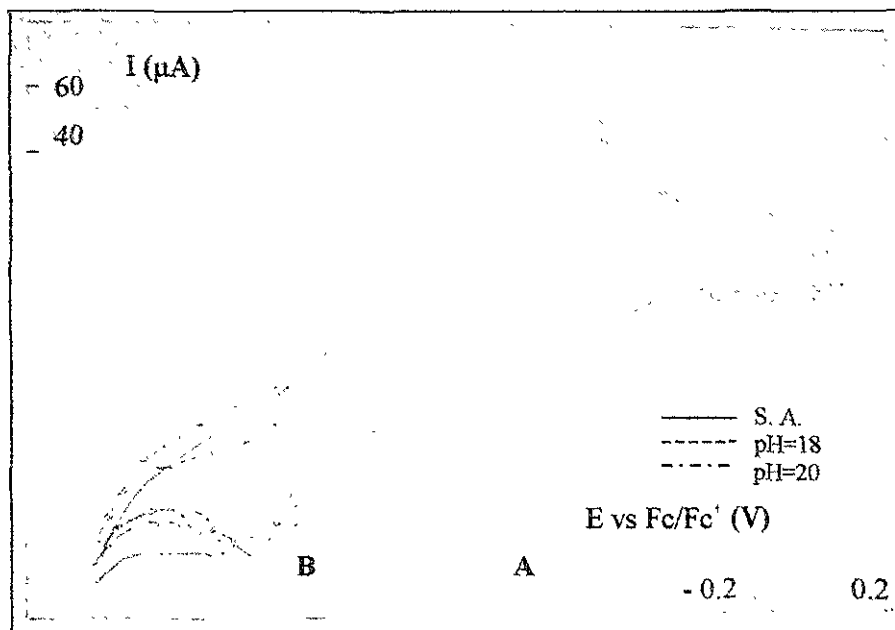 I (µA)
60
40
S. A.
pH=18
pH=20
E vs Fc/Fc⁺ (V)
B A
- 0.2 0.2